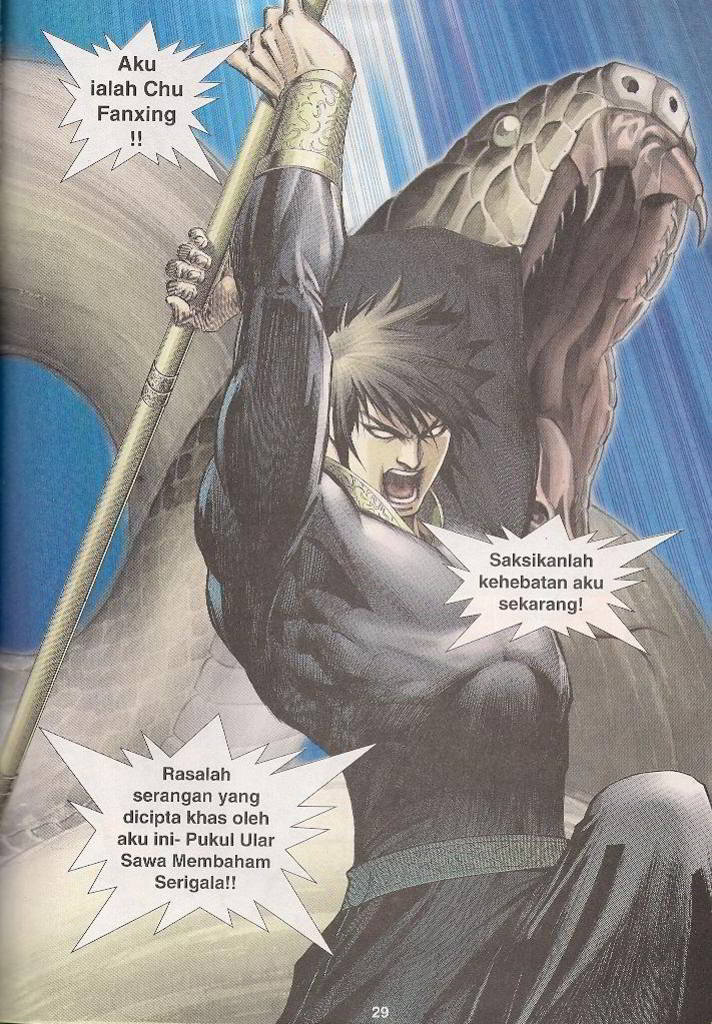 Aku
ialah Chu
Fanxing
!!
Saksikanlah
kehebatan aku
sekarang!
Rasalah
serangan yang
dicipta khas oleh
aku ini- Pukul Ular
Sawa Membaham
Serigala!!
29